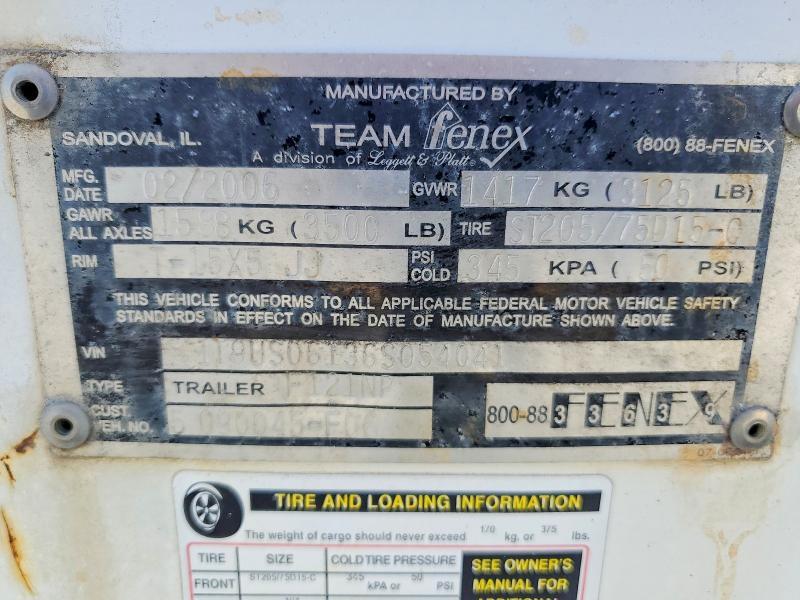 MANUFACTURED BY
SANDOVAL, IL. TEAM fenex (800) 88-FENEX
A division of Leggett & Platt
MFG. DATE 02/2006 GVWR 1417 KG ( 3125 LB)
GAWR ALL AXLES KG ( 3500 LB) TIRE ST205/75D15-C
RIM T-15X5 JJ PSI COLD 345 KPA ( 50 PSI)
THIS VEHICLE CONFORMS TO ALL APPLICABLE FEDERAL MOTOR VEHICLE SAFETY
STANDARDS IN EFFECT ON THE DATE OF MANUFACTURE SHOWN ABOVE.
VIN
TYPE TRAILER
CUST. VEH. NO. 800-88 FENEX 33639
TIRE AND LOADING INFORMATION
The weight of cargo should never exceed kg. or lbs.
TIRE SIZE COLD TIRE PRESSURE SEE OWNER'S
FRONT ST205/75D15-C 345 kPA or 50 PSI MANUAL FOR
ADDITIONAL